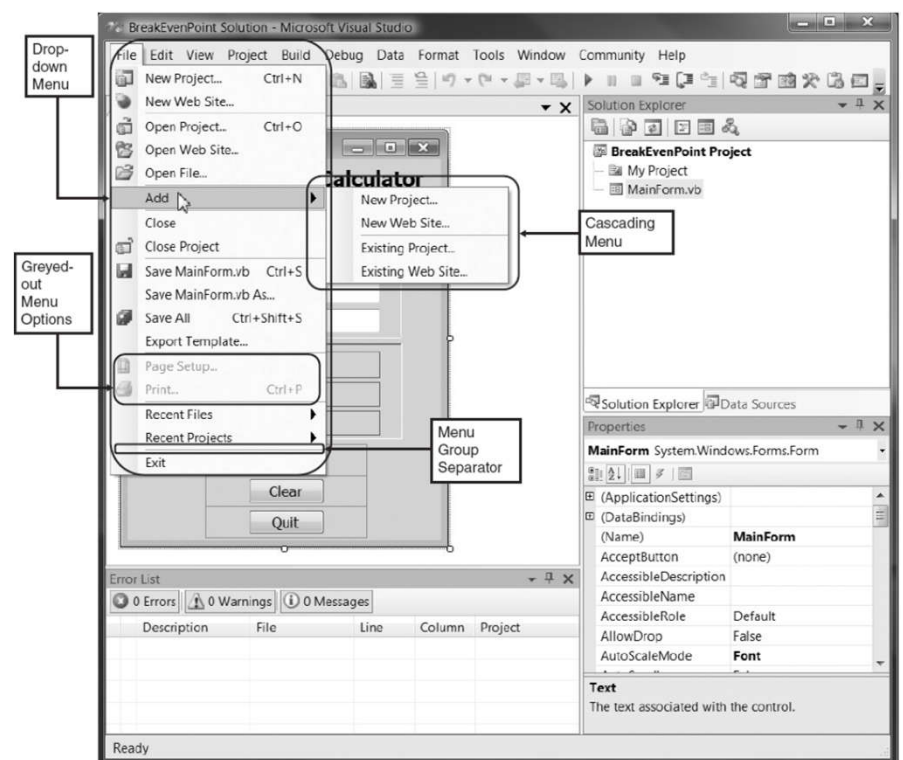 BreakEvenPoint Solution - Microsoft Visual Studio
File Edit View Project Build Debug Data Format Tools Window Community Help
Drop-
down
Menu
New Project... Ctrl+N
New Web Site...
Open Project... Ctrl+O
Open Web Site...
Open File...
Add
Close
Close Project
Save MainForm.vb Ctrl+S
Save MainForm.vb As...
Save All Ctrl+Shift+S
Export Template...
Page Setup...
Print... Ctrl+P
Recent Files
Recent Projects
Exit
Greyed-
out
Menu
Options
alculator
New Project...
New Web Site...
Existing Project...
Existing Web Site...
Cascading
Menu
Menu
Group
Separator
Clear
Quit
Solution Explorer
BreakEvenPoint Project
My Project
MainForm.vb
Solution Explorer Data Sources
Properties
MainForm System.Windows.Forms.Form
(ApplicationSettings)
(DataBindings)
(Name) MainForm
AcceptButton (none)
AccessibleDescription
AccessibleName
AccessibleRole Default
AllowDrop False
AutoScaleMode Font
Text
The text associated with the control.
Error List
0 Errors 0 Warnings 0 Messages
Description File Line Column Project
Ready